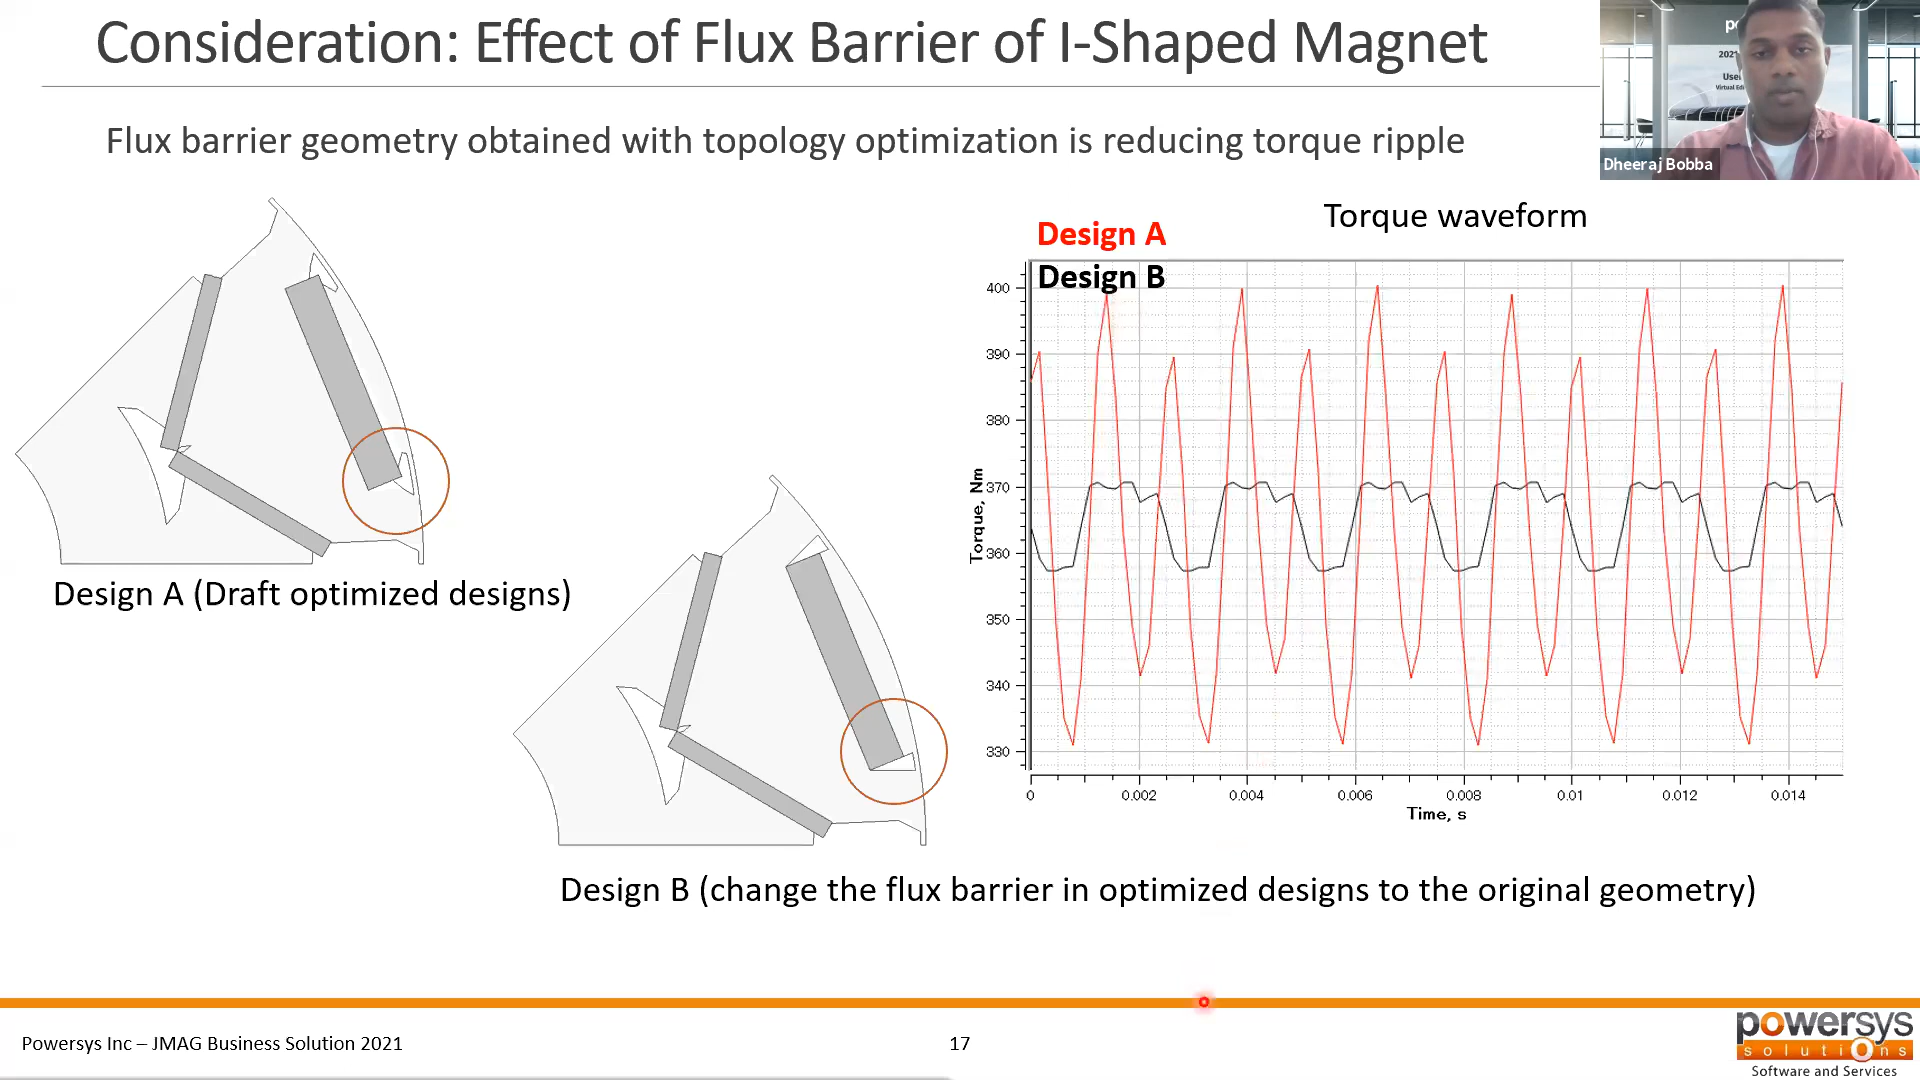 Consideration: Effect of Flux Barrier of I-Shaped Magnet
Flux barrier geometry obtained with topology optimization is reducing torque ripple
2021
Virtual Edi
Dheeraj Bobba
Torque waveform
Design A
Design B
400
390
380
370
360
350
340
330
Torque, Nm
0
0.002
0.004
0.006
0.008
0.01
0.012
0.014
Time, s
Design A (Draft optimized designs)
Design B (change the flux barrier in optimized designs to the original geometry)
Powersys Inc – JMAG Business Solution 2021
17
powersys
solutions
Software and Services